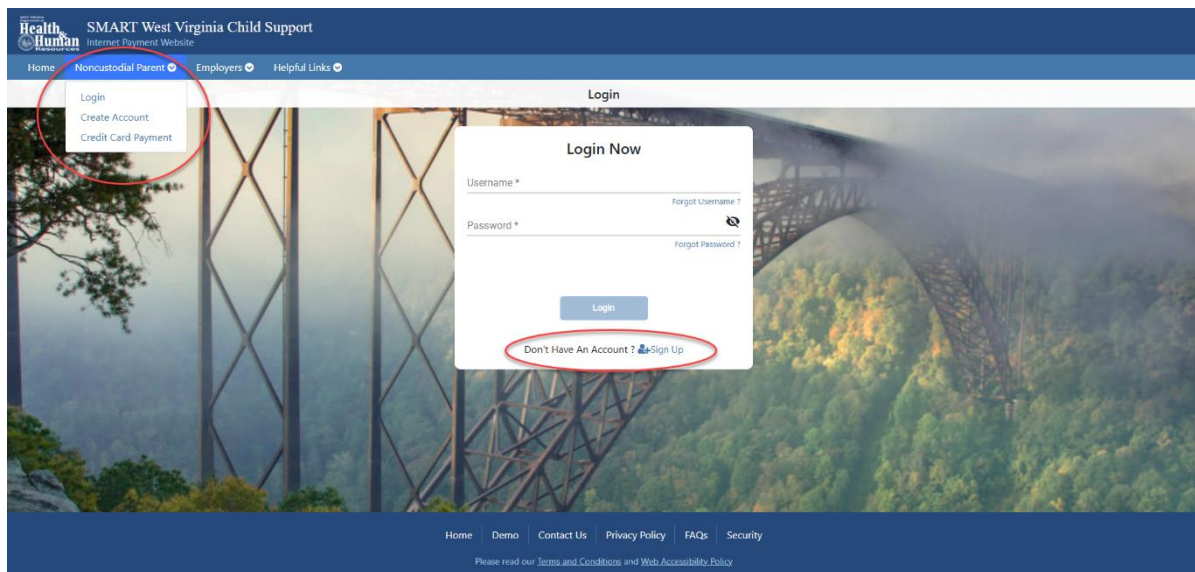 WEST VIRGINIA
Health & Human Resources
SMART West Virginia Child Support
Internet Payment Website
Home Noncustodial Parent Employers Helpful Links
Login
Create Account
Credit Card Payment
Login
Login Now
Username *
Forgot Username ?
Password *
Forgot Password ?
Login
Don't Have An Account ? Sign Up
Home Demo Contact Us Privacy Policy FAQs Security
Please read our Terms and Conditions and Web Accessibility Policy